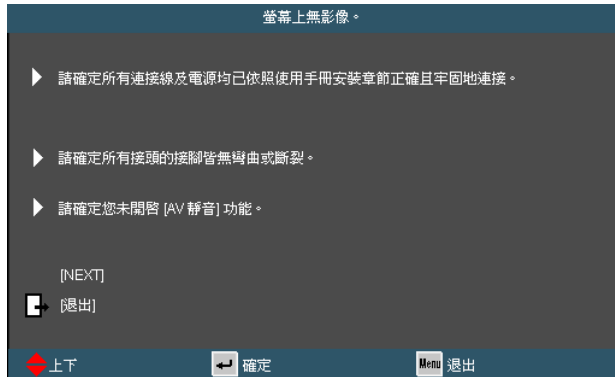 螢幕上無影像。
請確定所有連接線及電源均已依照使用手冊安裝章節正確且牢固地連接。
請確定所有接頭的接腳皆無彎曲或斷裂。
請確定您未開啓 [AV 靜音] 功能。
[NEXT]
[退出]
上下 確定 Menu 退出